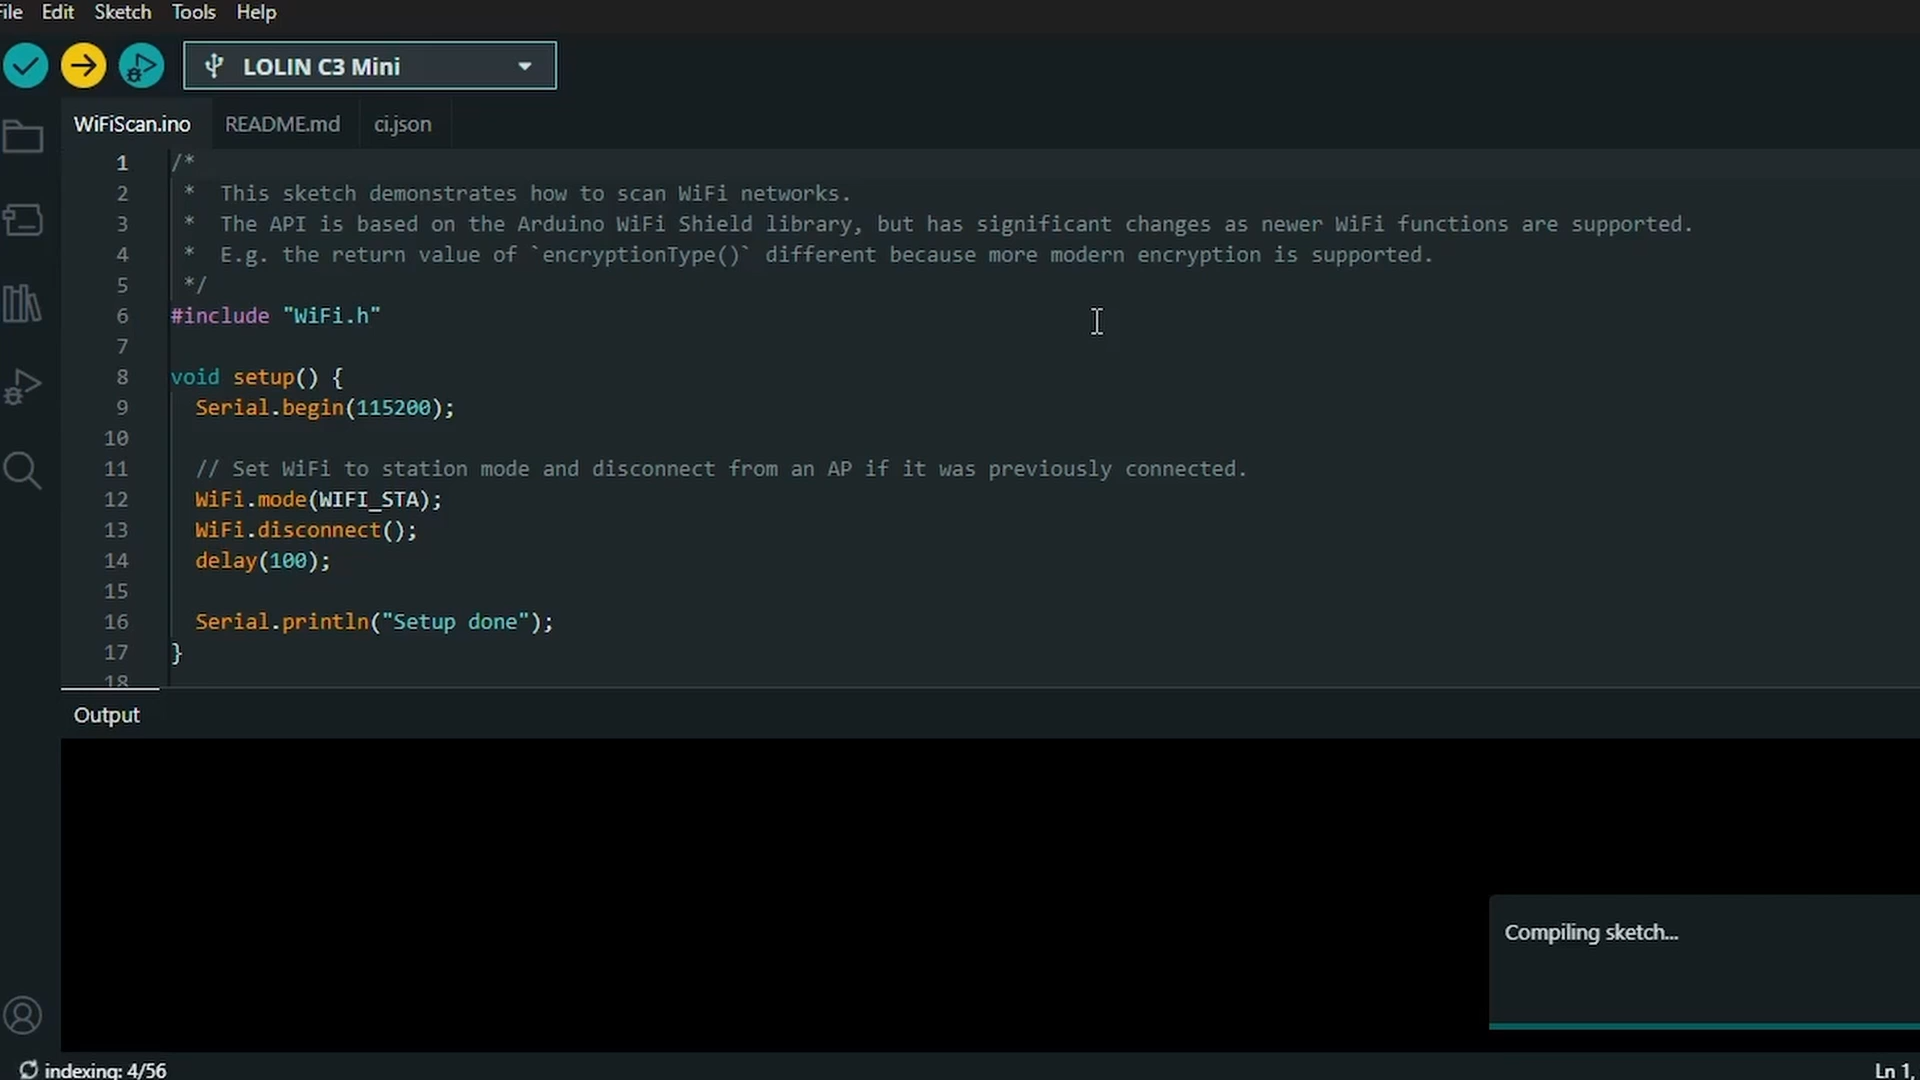 File Edit Sketch Tools Help
LOLIN C3 Mini
WiFiScan.ino README.md ci.json
1 /*
2  *  This sketch demonstrates how to scan WiFi networks.
3  *  The API is based on the Arduino WiFi Shield library, but has significant changes as newer WiFi functions are supported.
4  *  E.g. the return value of `encryptionType()` different because more modern encryption is supported.
5  */
6 #include "WiFi.h"
7
8 void setup() {
9   Serial.begin(115200);
10
11   // Set WiFi to station mode and disconnect from an AP if it was previously connected.
12   WiFi.mode(WIFI_STA);
13   WiFi.disconnect();
14   delay(100);
15
16   Serial.println("Setup done");
17 }
18
Output
Compiling sketch...
indexing: 4/56
Ln 1,